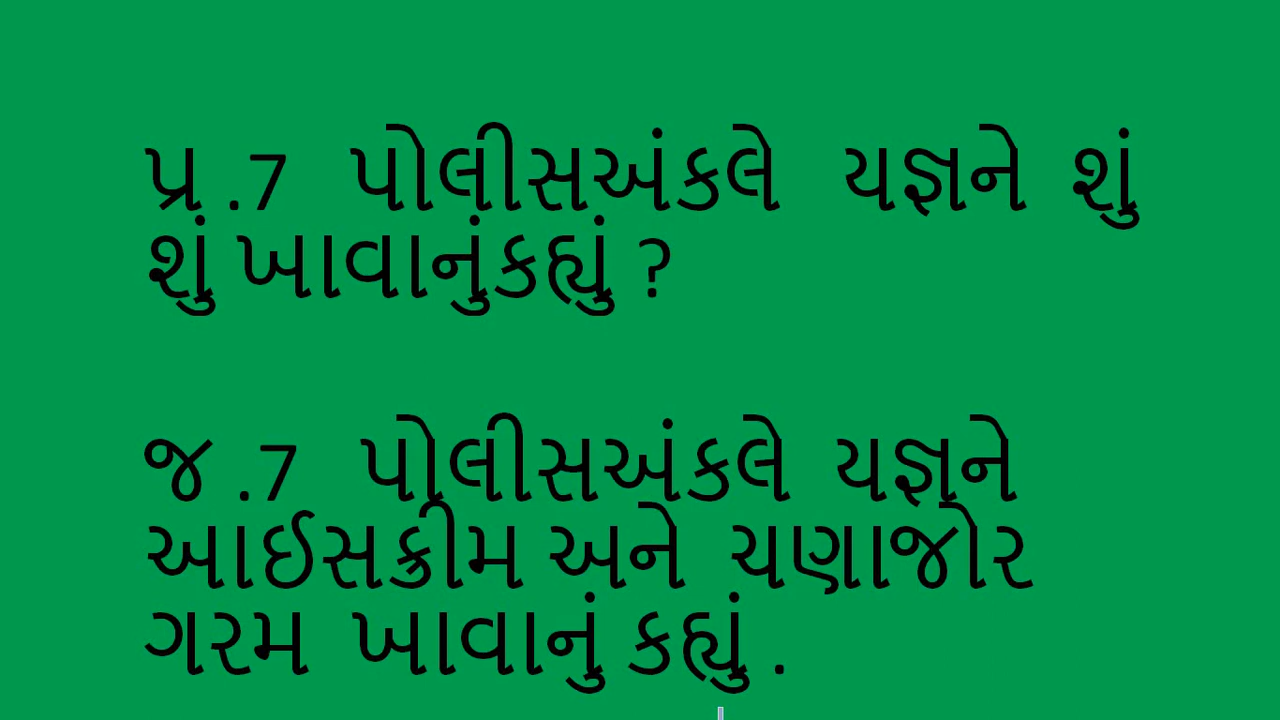 પ્ર .7 પોલીસઅંકલે યજ્ઞને શું
શું ખાવાનુંકહ્યું ?
જ .7 પોલીસઅંકલે યજ્ઞને
આઈસક્રીમ અને ચણાજોર
ગરમ ખાવાનું કહ્યું .